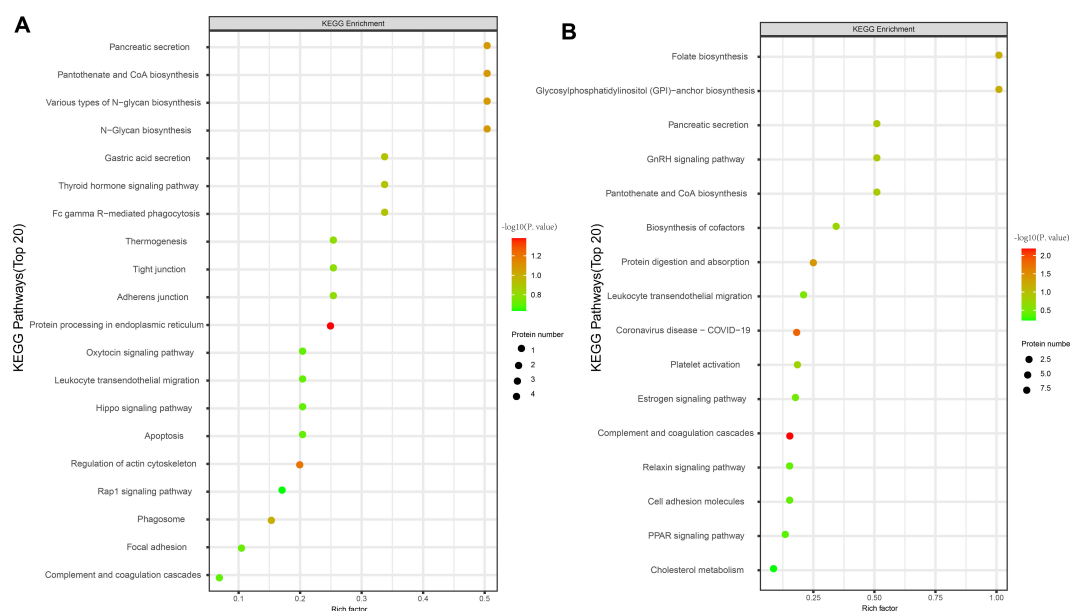 A
KEGG Enrichment
KEGG Pathways(Top 20)
Pancreatic secretion
Pantothenate and CoA biosynthesis
Various types of N−glycan biosynthesis
N−Glycan biosynthesis
Gastric acid secretion
Thyroid hormone signaling pathway
Fc gamma R−mediated phagocytosis
Thermogenesis
Tight junction
Adherens junction
Protein processing in endoplasmic reticulum
Oxytocin signaling pathway
Leukocyte transendothelial migration
Hippo signaling pathway
Apoptosis
Regulation of actin cytoskeleton
Rap1 signaling pathway
Phagosome
Focal adhesion
Complement and coagulation cascades
0.1 0.2 0.3 0.4 0.5
Rich factor
-log10(P. value)
1.2
1.0
0.8
Protein number
1
2
3
4
B
KEGG Enrichment
KEGG Pathways(Top 20)
Folate biosynthesis
Glycosylphosphatidylinositol (GPI)−anchor biosynthesis
Pancreatic secretion
GnRH signaling pathway
Pantothenate and CoA biosynthesis
Biosynthesis of cofactors
Protein digestion and absorption
Leukocyte transendothelial migration
Coronavirus disease − COVID−19
Platelet activation
Estrogen signaling pathway
Complement and coagulation cascades
Relaxin signaling pathway
Cell adhesion molecules
PPAR signaling pathway
Cholesterol metabolism
0.25 0.50 0.75 1.00
Rich factor
-log10(P. value)
2.0
1.5
1.0
0.5
Protein numbe
2.5
5.0
7.5